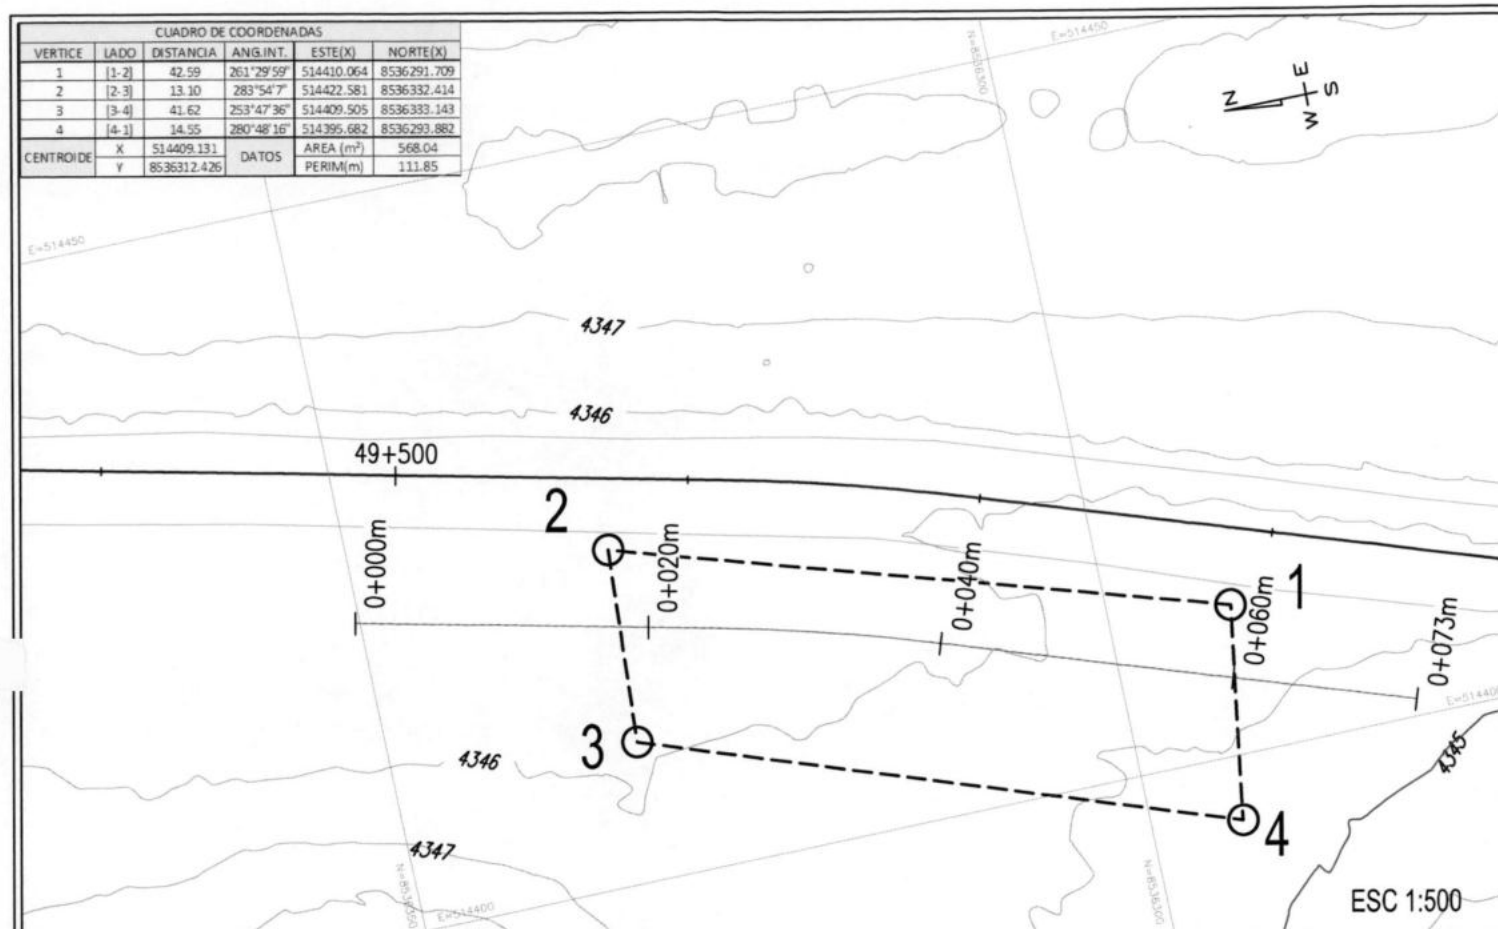 CUADRO DE COORDENADAS
VERTICE LADO DISTANCIA ANG.INT. ESTE(X) NORTE(X)
1 [1-2] 42.59 261°29'59" 514410.064 8536291.709
2 [2-3] 13.10 283°54'7" 514422.581 8536332.414
3 [3-4] 41.62 253°47'36" 514409.505 8536333.143
4 [4-1] 14.55 280°48'16" 514395.682 8536293.882
CENTROIDE X 514409.131 DATOS AREA (m²) 568.04
Y 8536312.426 PERIM(m) 111.85
E=514450
N=8536300
E=514450
N
E
S
W
4347
4346
49+500
2
0+000m
0+020m
0+040m
1
0+060m
0+073m
E=514400
3
4346
4345
4
4347
N=8536350
E=514400
N=8536300
ESC 1:500